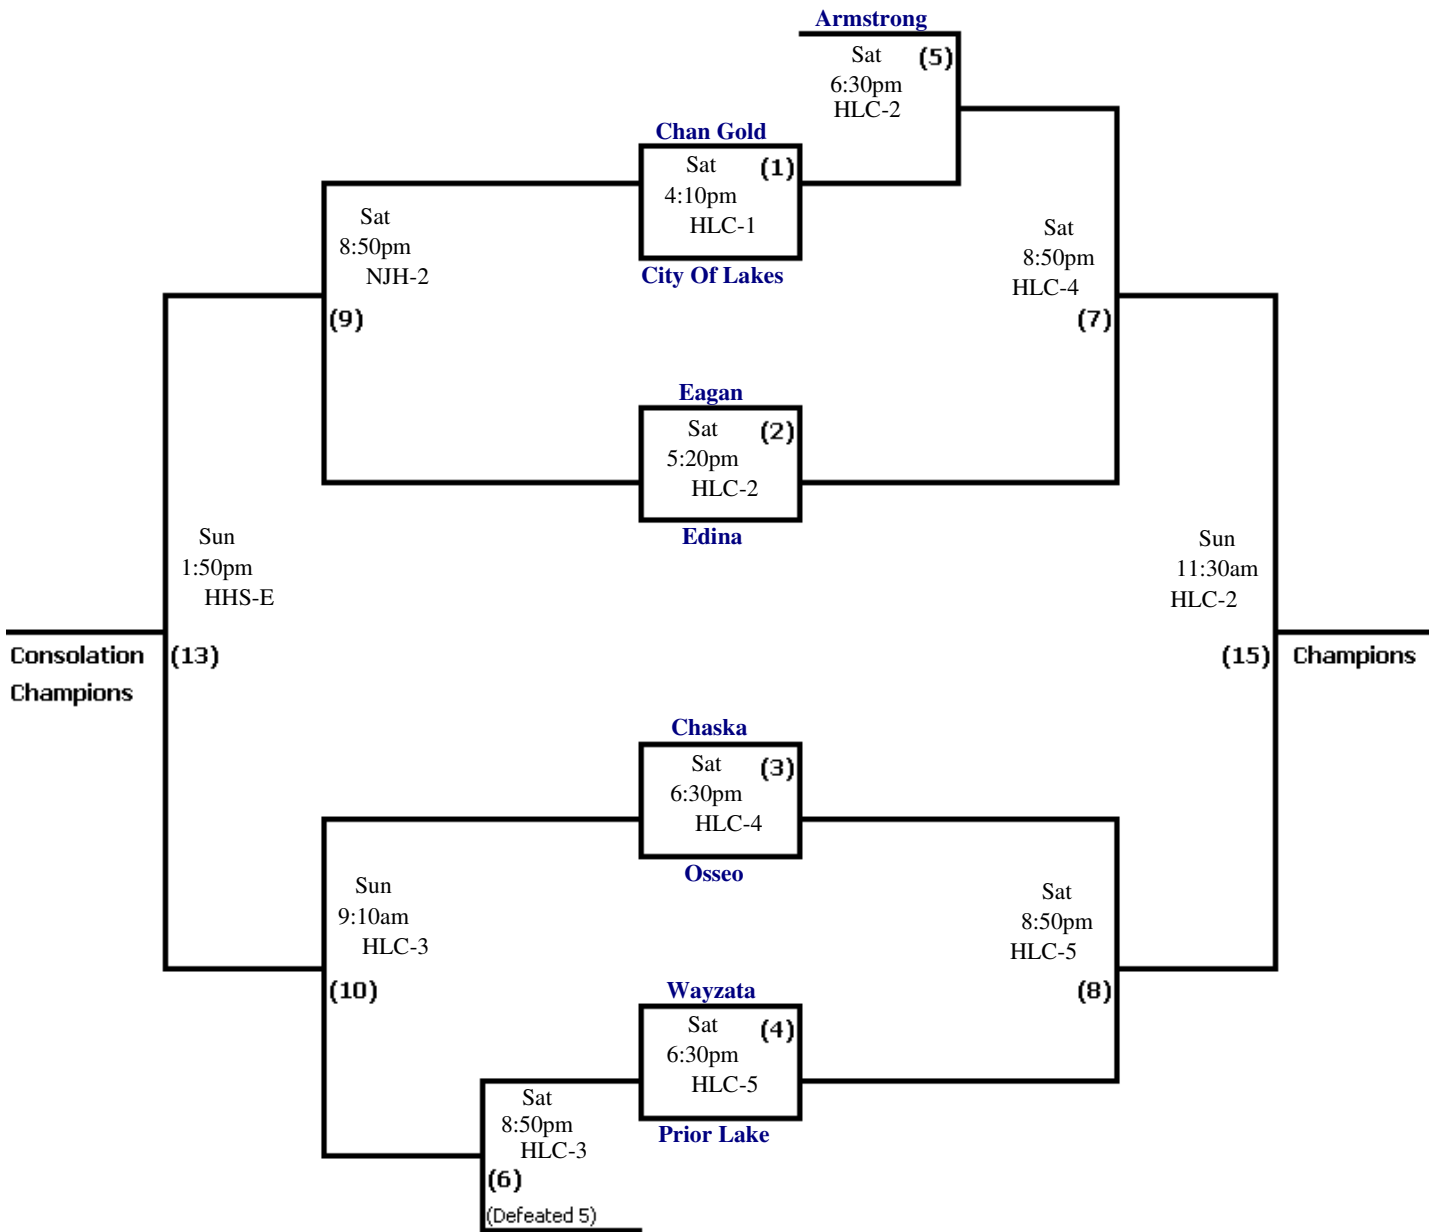 Armstrong
Sat
(5)
6:30pm
HLC-2
Chan Gold
Sat
(1)
4:10pm
HLC-1
City Of Lakes
Sat
8:50pm
NJH-2
(9)
Sat
8:50pm
HLC-4
(7)
Eagan
Sat
(2)
5:20pm
HLC-2
Edina
Sun
1:50pm
HHS-E
(13)
Consolation
Champions
Sun
11:30am
HLC-2
(15)
Champions
Chaska
Sat
(3)
6:30pm
HLC-4
Osseo
Sun
9:10am
HLC-3
(10)
Sat
8:50pm
HLC-5
(8)
Wayzata
Sat
(4)
6:30pm
HLC-5
Prior Lake
Sat
8:50pm
HLC-3
(6)
(Defeated 5)